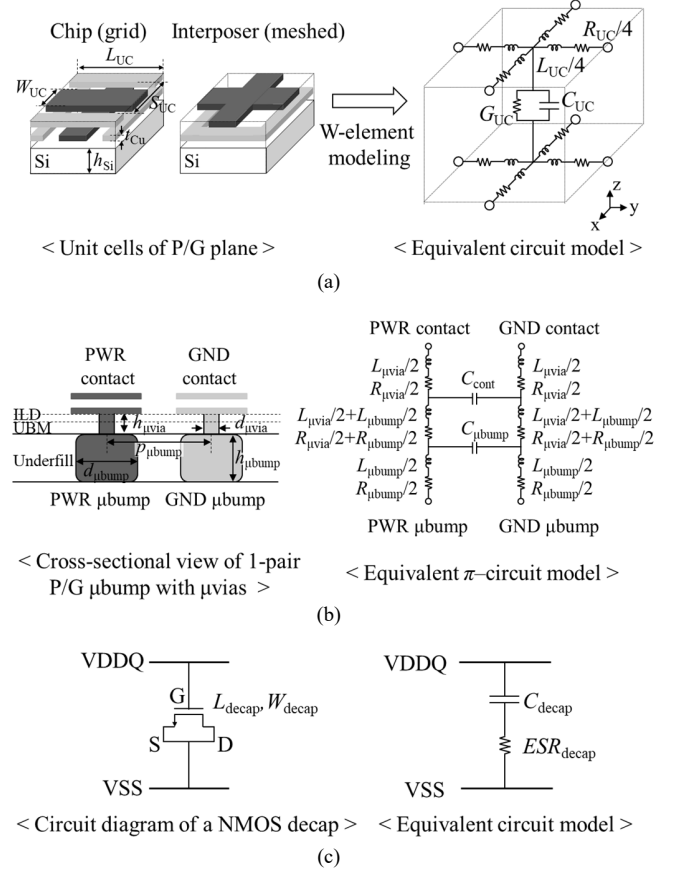 Chip (grid)
Interposer (meshed)
L_UC
W_UC
S_UC
t_Cu
Si
h_Si
Si
W-element
modeling
R_UC/4
L_UC/4
G_UC
C_UC
z
y
x
< Unit cells of P/G plane >
< Equivalent circuit model >
(a)
PWR
contact
GND
contact
ILD
UBM
Underfill
h_μvia
d_μvia
p_μbump
d_μbump
h_μbump
PWR μbump
GND μbump
< Cross-sectional view of 1-pair
P/G μbump with μvias >
PWR contact
GND contact
L_μvia/2
R_μvia/2
C_cont
L_μvia/2
R_μvia/2
L_μvia/2+L_μbump/2
R_μvia/2+R_μbump/2
C_μbump
L_μvia/2+L_μbump/2
R_μvia/2+R_μbump/2
L_μbump/2
R_μbump/2
L_μbump/2
R_μbump/2
PWR μbump
GND μbump
< Equivalent π–circuit model >
(b)
VDDQ
G
L_decap, W_decap
S
D
VSS
< Circuit diagram of a NMOS decap >
VDDQ
C_decap
ESR_decap
VSS
< Equivalent circuit model >
(c)